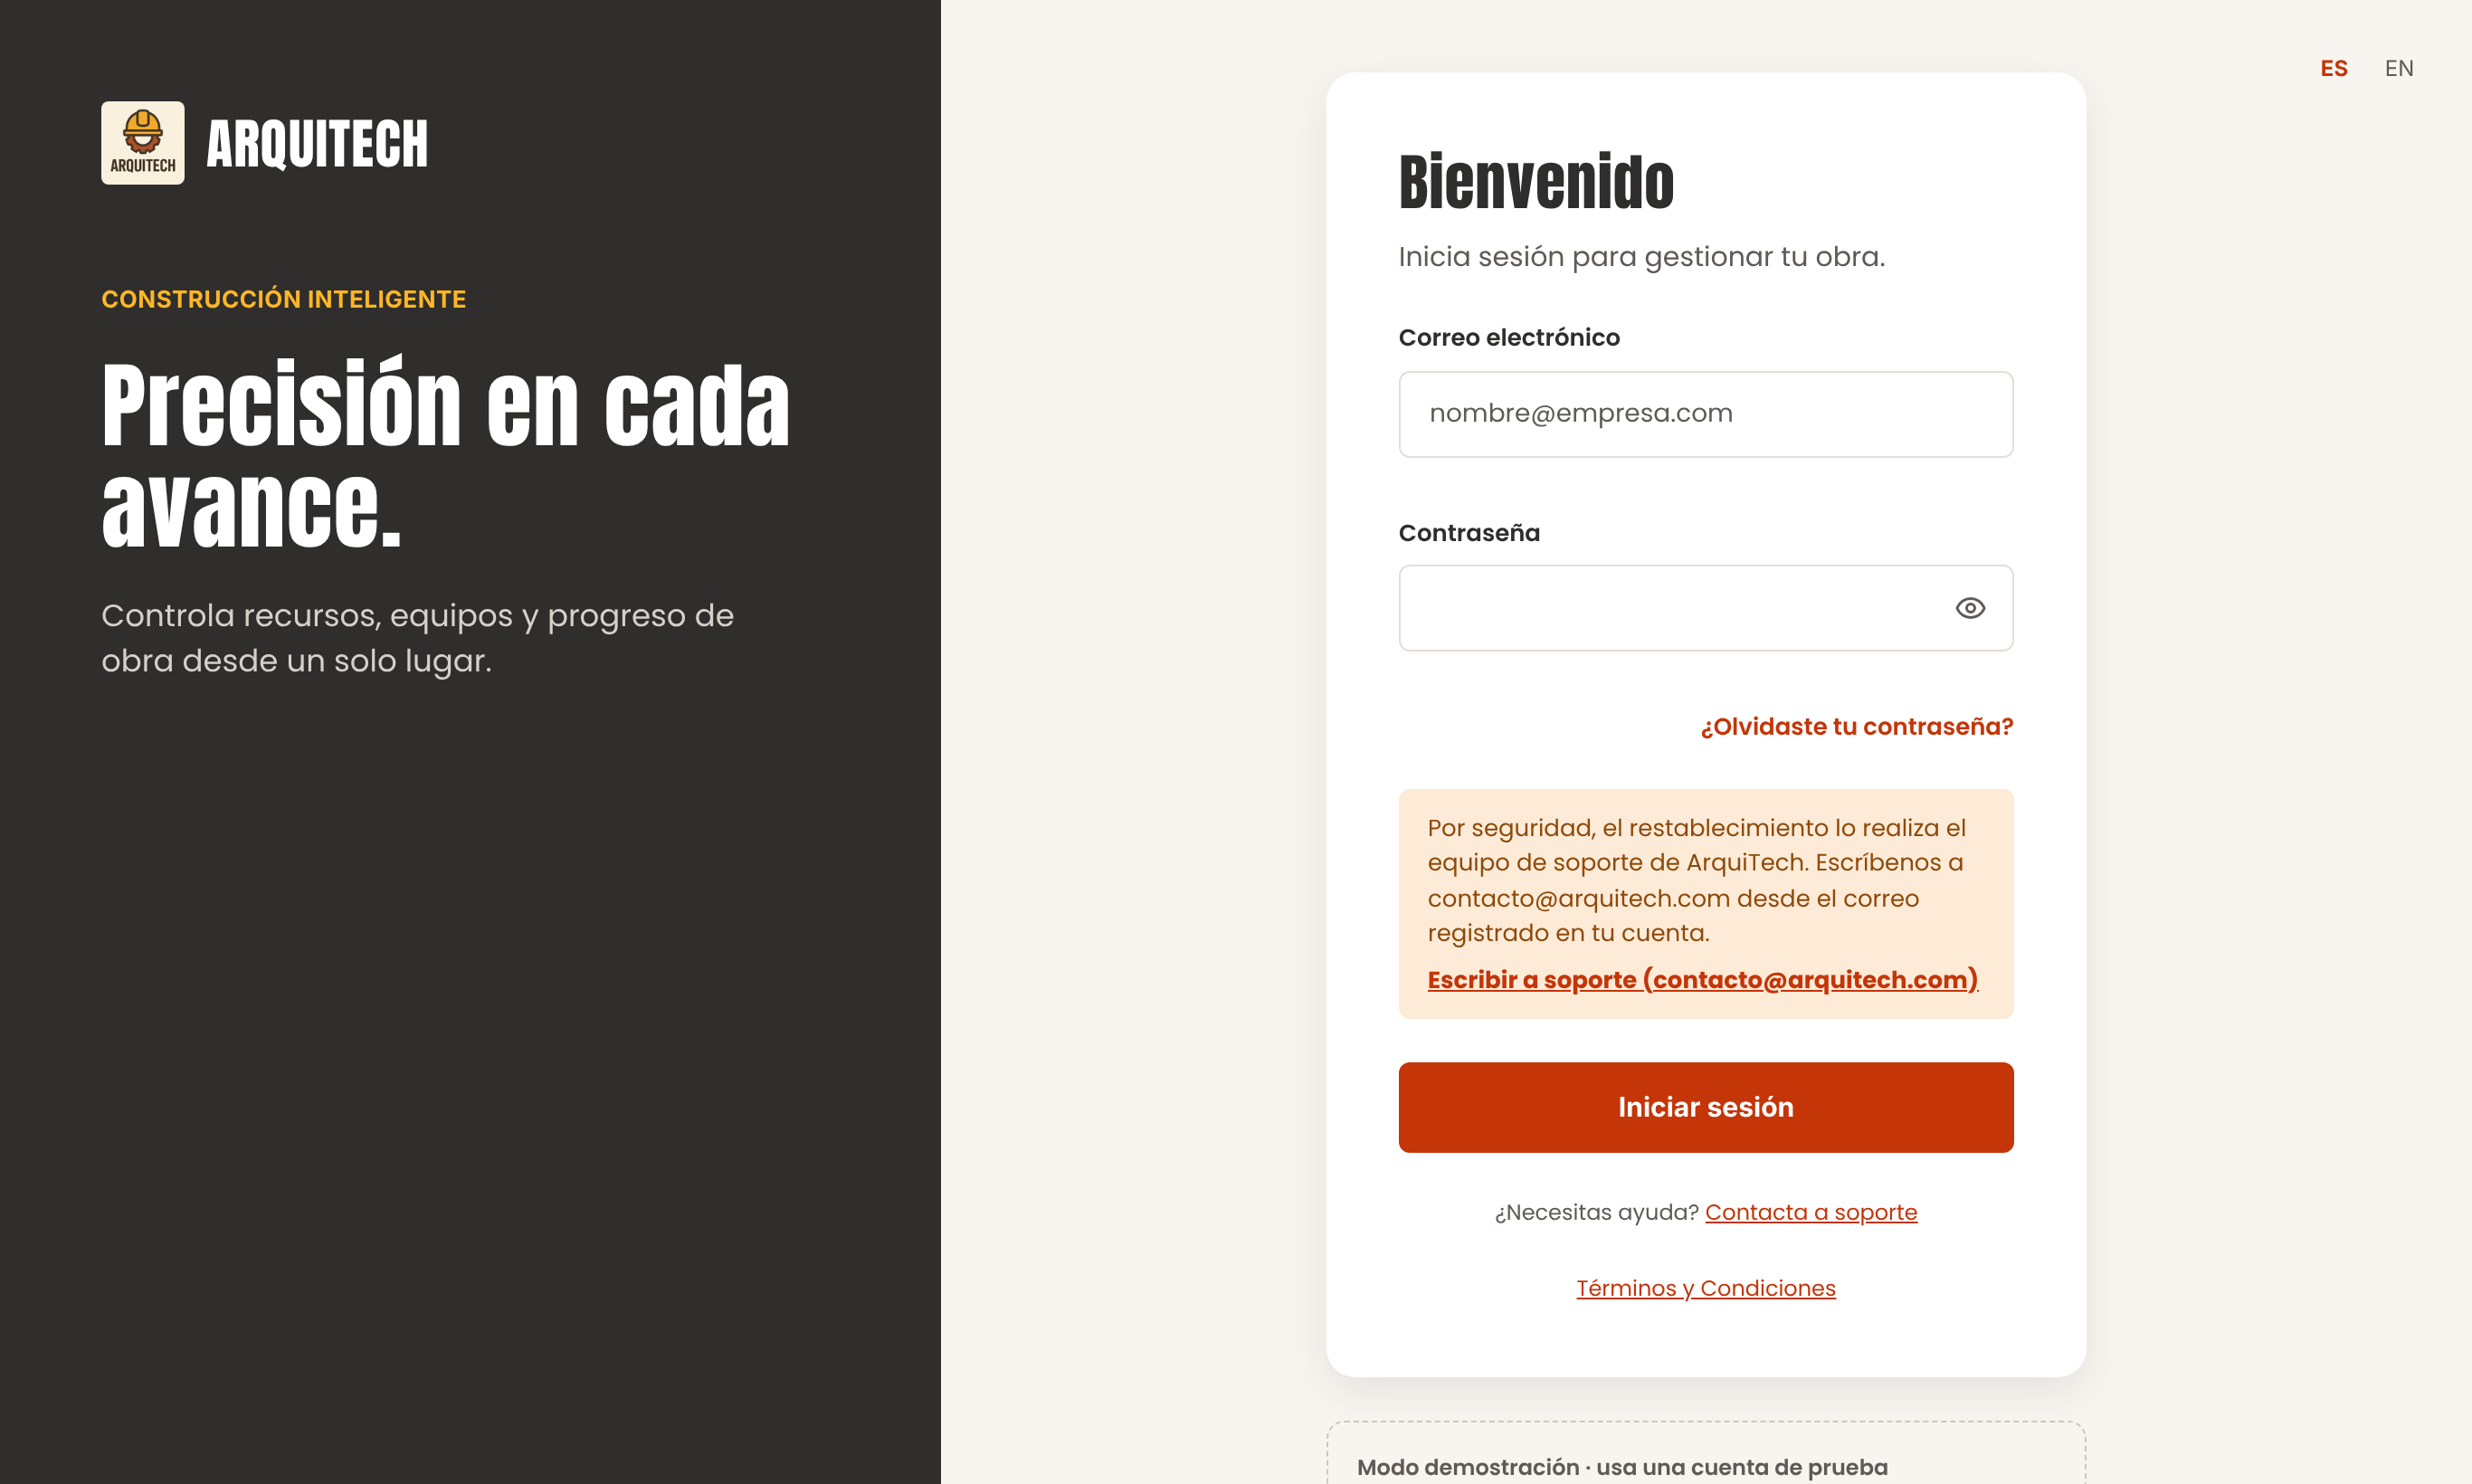 ARQUITECH
ARQUITECH
CONSTRUCCIÓN INTELIGENTE
Precisión en cada
avance.
Controla recursos, equipos y progreso de
obra desde un solo lugar.
ES EN
Bienvenido
Inicia sesión para gestionar tu obra.
Correo electrónico
nombre@empresa.com
Contraseña
¿Olvidaste tu contraseña?
Por seguridad, el restablecimiento lo realiza el
equipo de soporte de ArquiTech. Escríbenos a
contacto@arquitech.com desde el correo
registrado en tu cuenta.
Escribir a soporte (contacto@arquitech.com)
Iniciar sesión
¿Necesitas ayuda? Contacta a soporte
Términos y Condiciones
Modo demostración · usa una cuenta de prueba